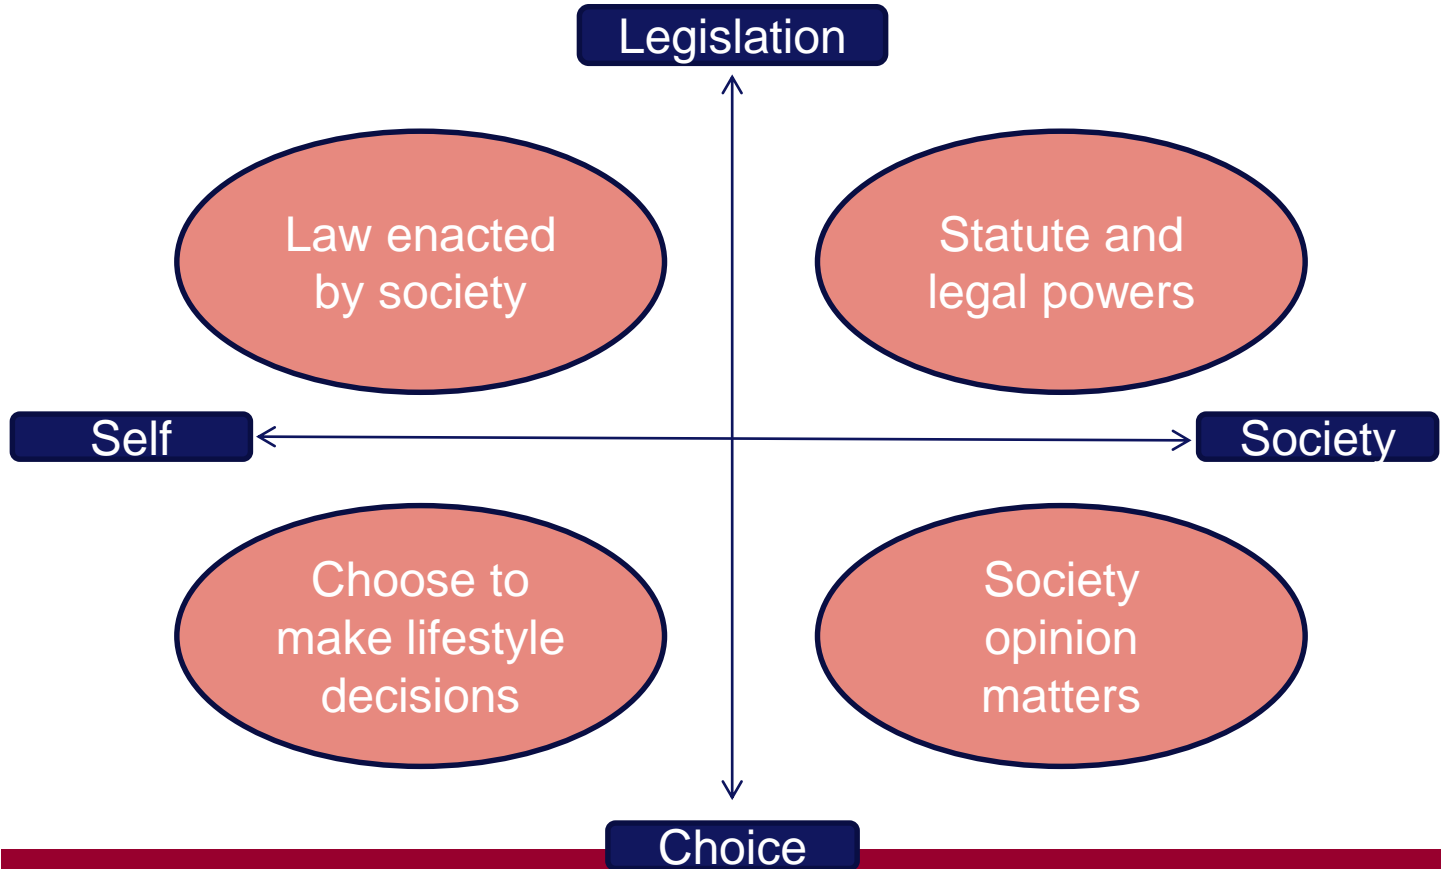 Legislation
Law enacted
by society
Statute and
legal powers
Self
Society
Choose to
make lifestyle
decisions
Society
opinion
matters
Choice